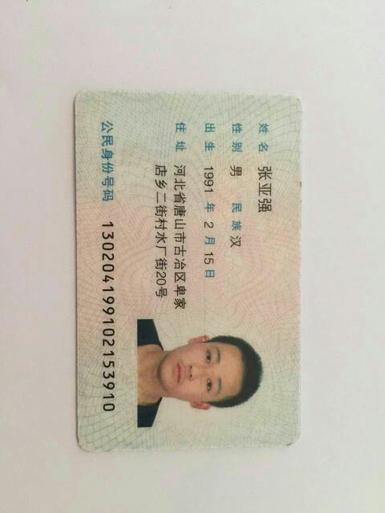 姓名 张亚强
性别 男 民族 汉
出生 1991 年 2 月 15 日
住址 河北省唐山市古冶区卑家
店乡二街村水厂街20号
公民身份号码 130204199102153910